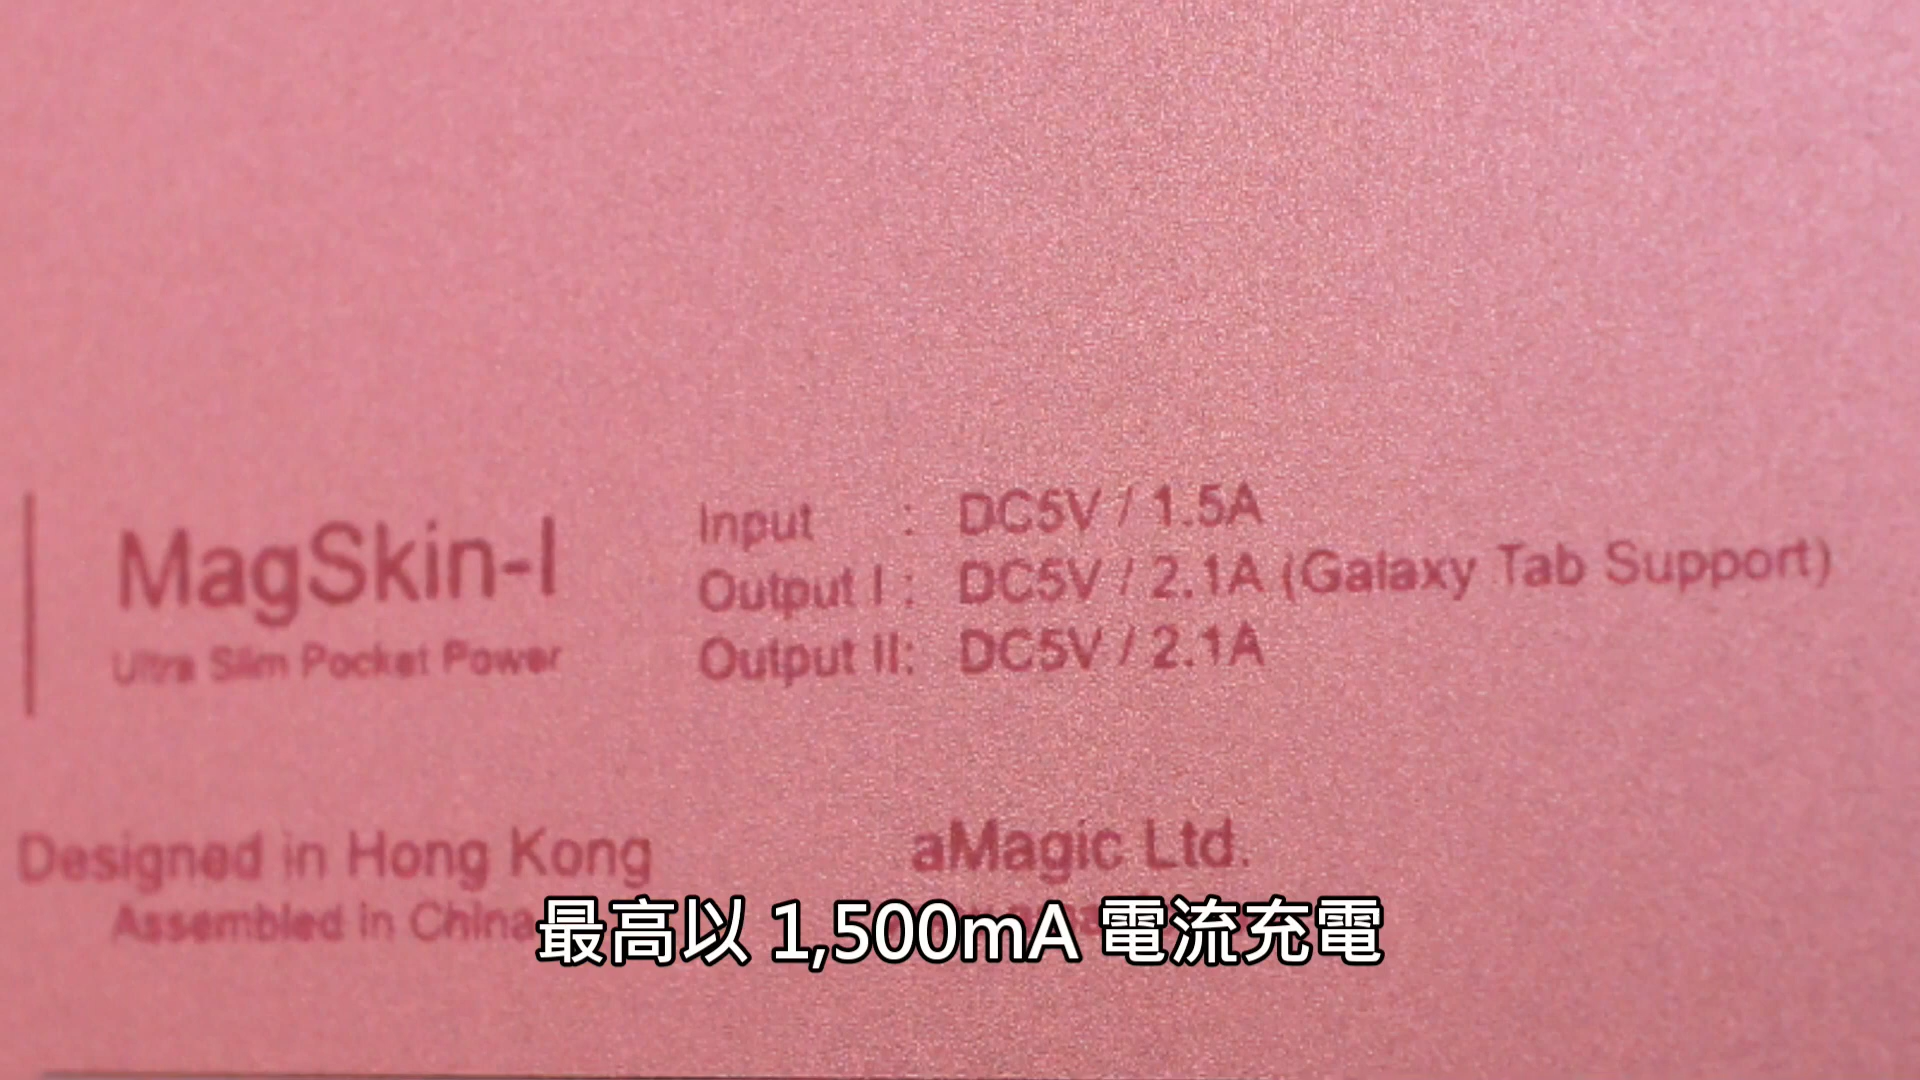 MagSkin-I
Ultra Slim Pocket Power
Input : DC5V / 1.5A
Output I : DC5V / 2.1A (Galaxy Tab Support)
Output II: DC5V / 2.1A
Designed in Hong Kong
Assembled in China
aMagic Ltd.
最高以 1,500mA 電流充電